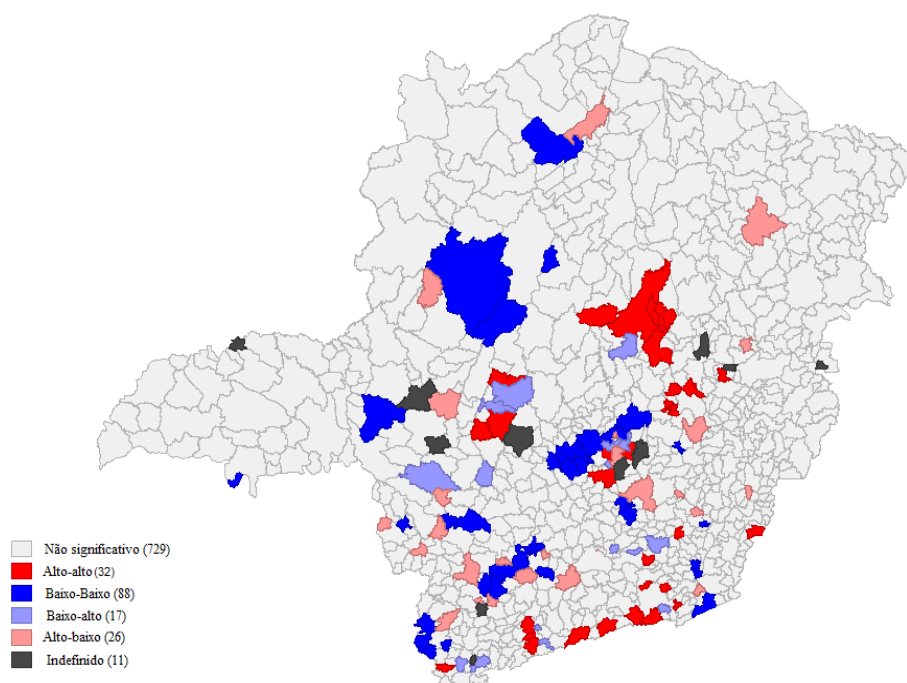 Não significativo (729)
Alto-alto (32)
Baixo-Baixo (88)
Baixo-alto (17)
Alto-baixo (26)
Indefinido (11)